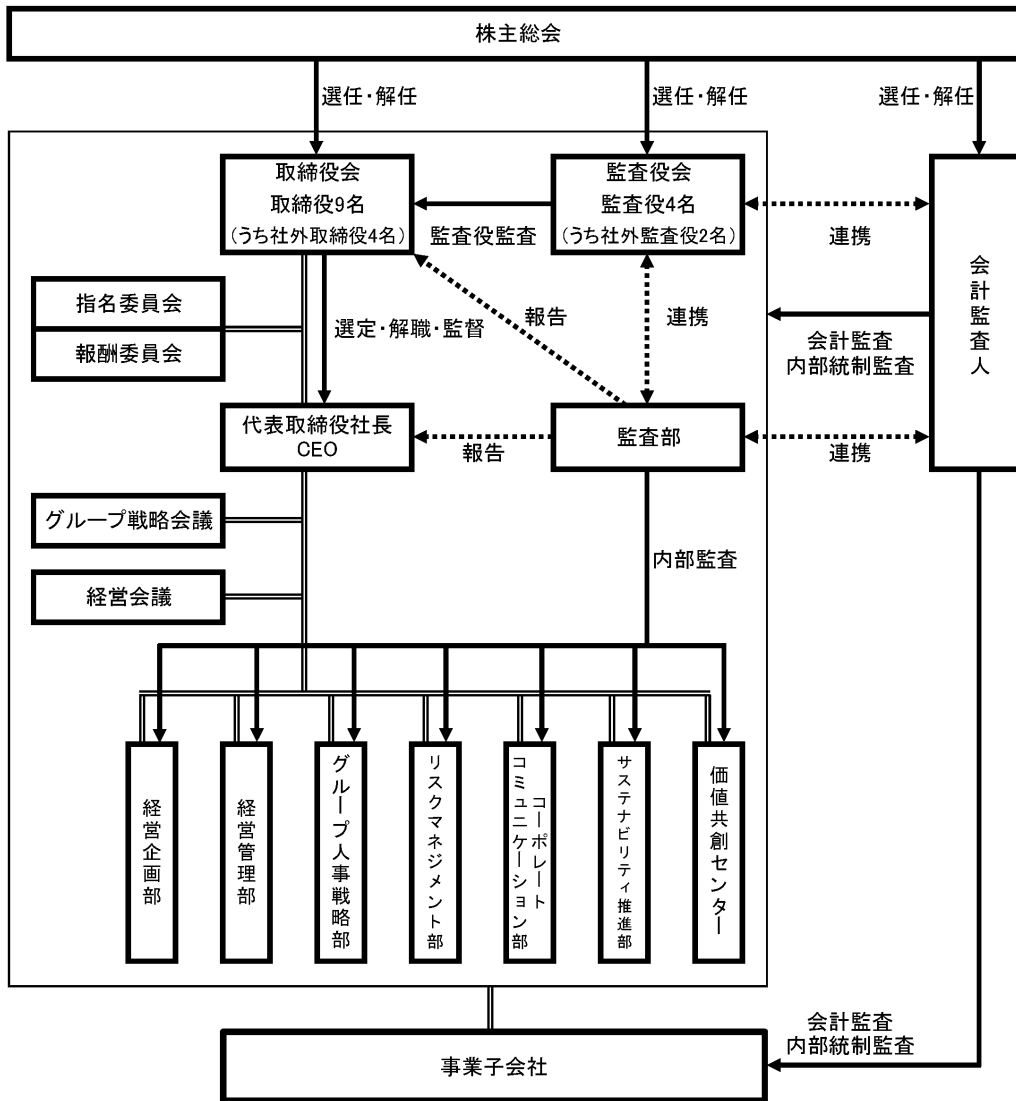 株主総会
選任・解任
選任・解任
選任・解任
取締役会
取締役9名
(うち社外取締役4名)
監査役会
監査役4名
(うち社外監査役2名)
監査役監査
連携
会計監査人
指名委員会
報酬委員会
選定・解職・監督
報告
連携
会計監査
内部統制監査
代表取締役社長
CEO
報告
監査部
連携
グループ戦略会議
経営会議
内部監査
経営企画部
経営管理部
グループ人事戦略部
リスクマネジメント部
コーポレート
コミュニケーション部
サステナビリティ推進部
価値共創センター
会計監査
内部統制監査
事業子会社